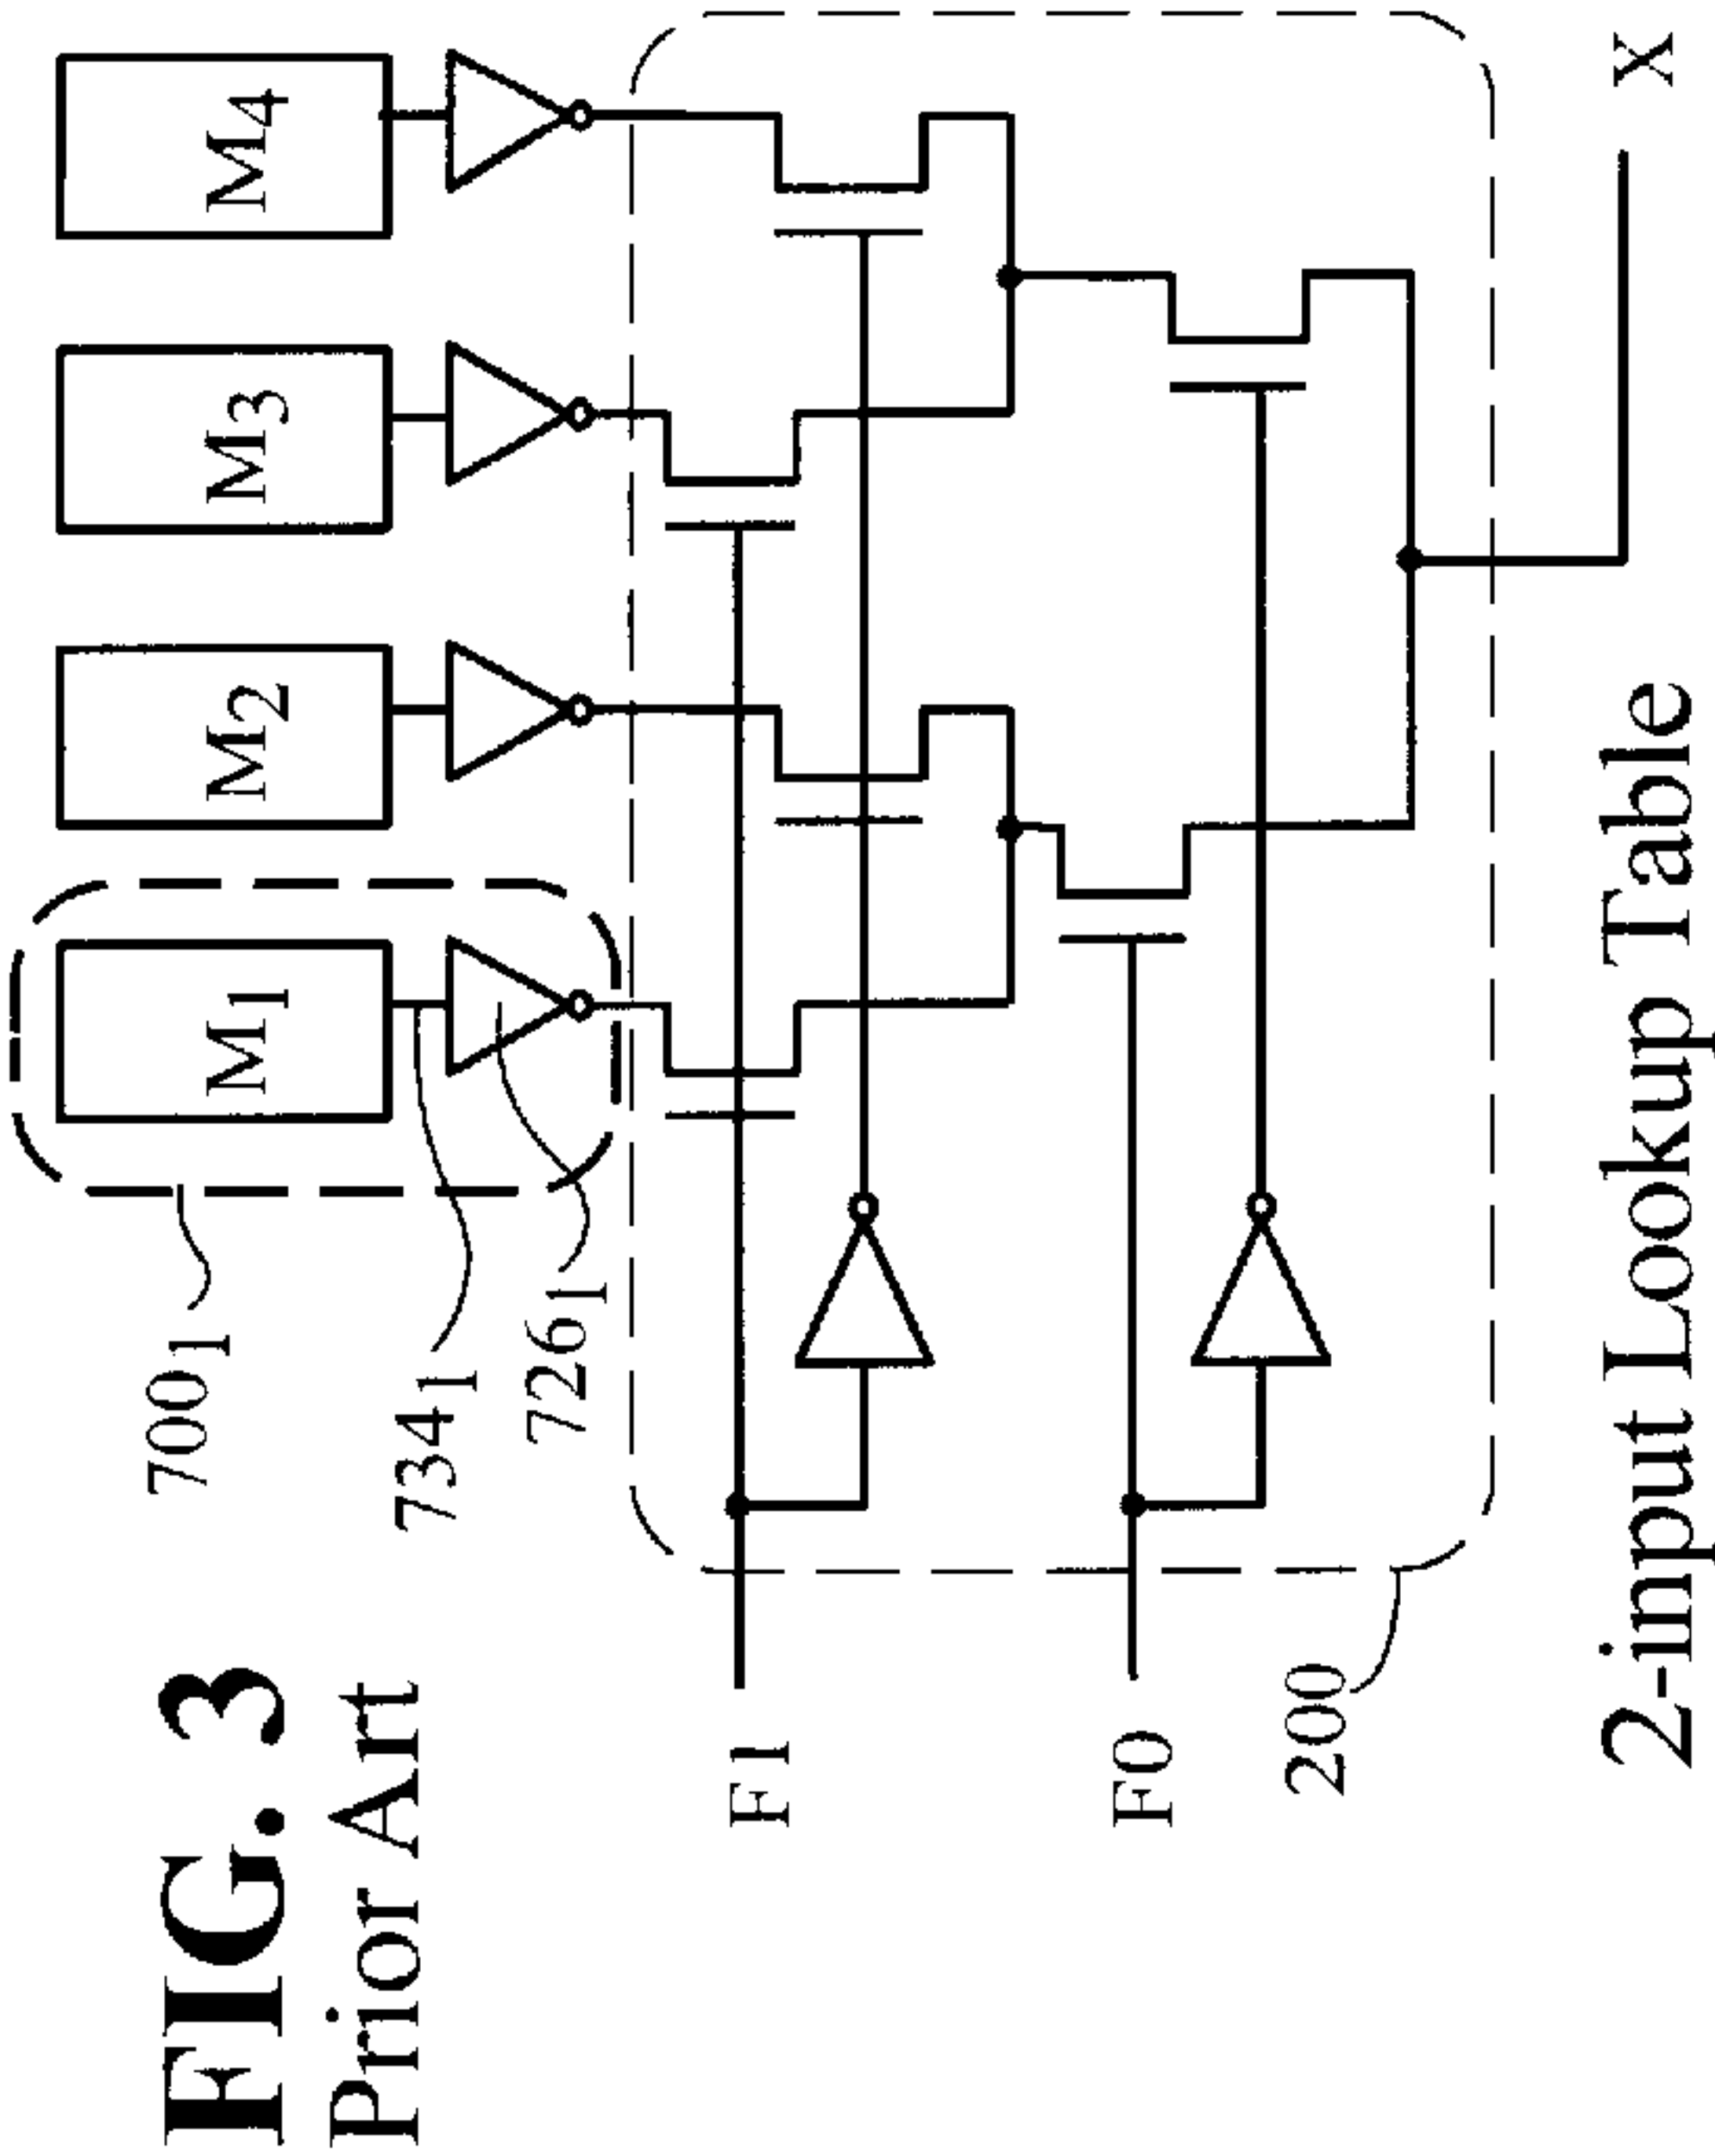 FIG. 3
Prior Art
M1
M2
M3
M4
7001
7341
7261
F1
F0
200
X
2-input Lookup Table